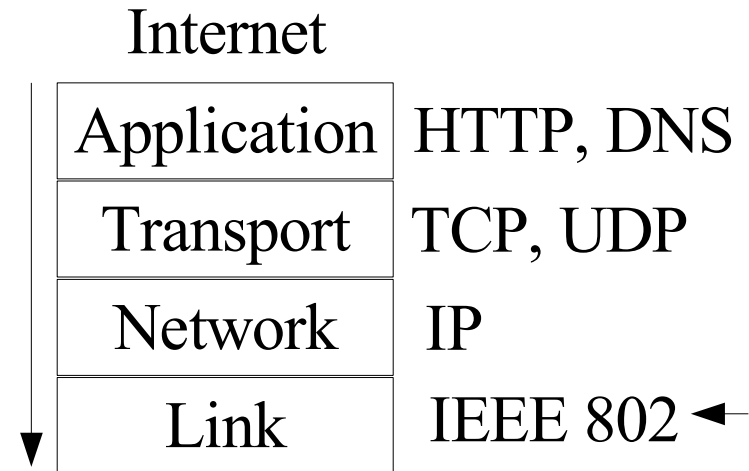 Internet
Application HTTP, DNS
Transport TCP, UDP
Network IP
Link IEEE 802